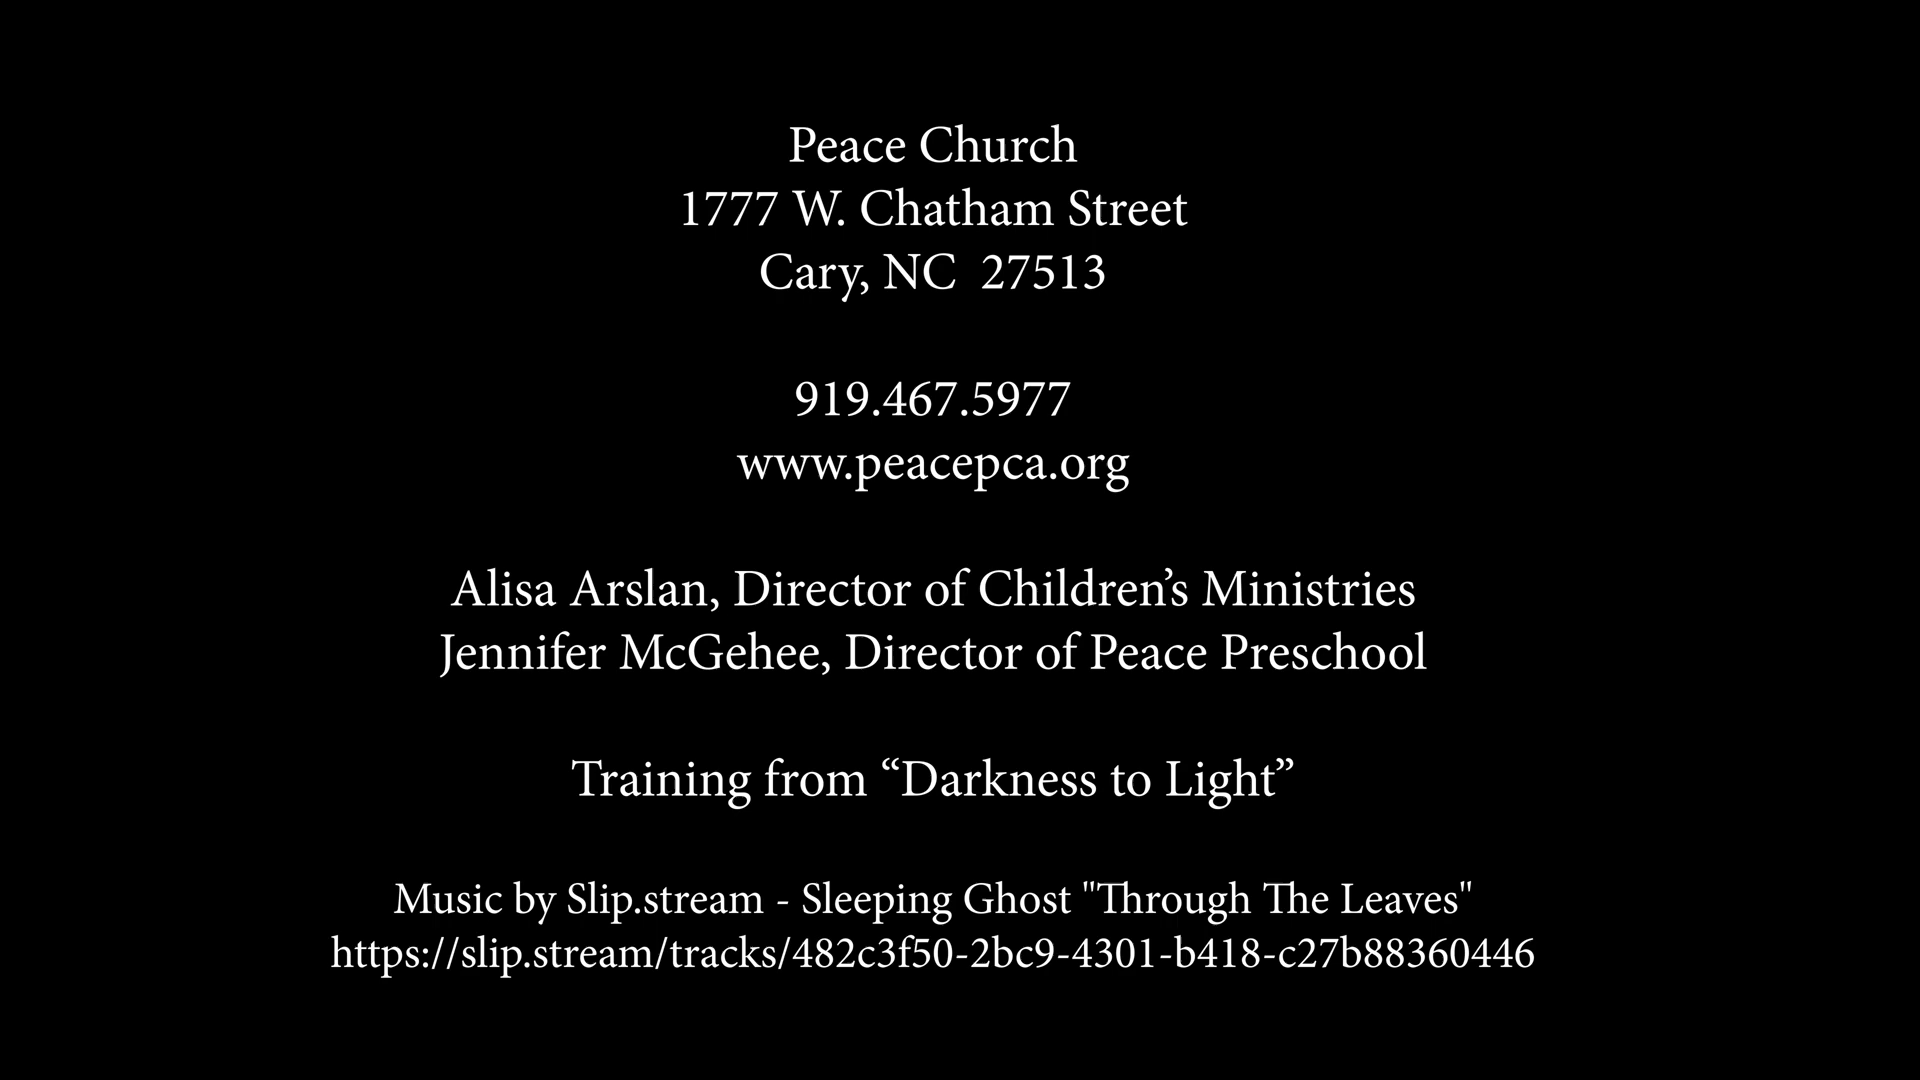 Peace Church
1777 W. Chatham Street
Cary, NC  27513
919.467.5977
www.peacepca.org
Alisa Arslan, Director of Children’s Ministries
Jennifer McGehee, Director of Peace Preschool
Training from “Darkness to Light”
Music by Slip.stream - Sleeping Ghost "Through The Leaves"
https://slip.stream/tracks/482c3f50-2bc9-4301-b418-c27b88360446